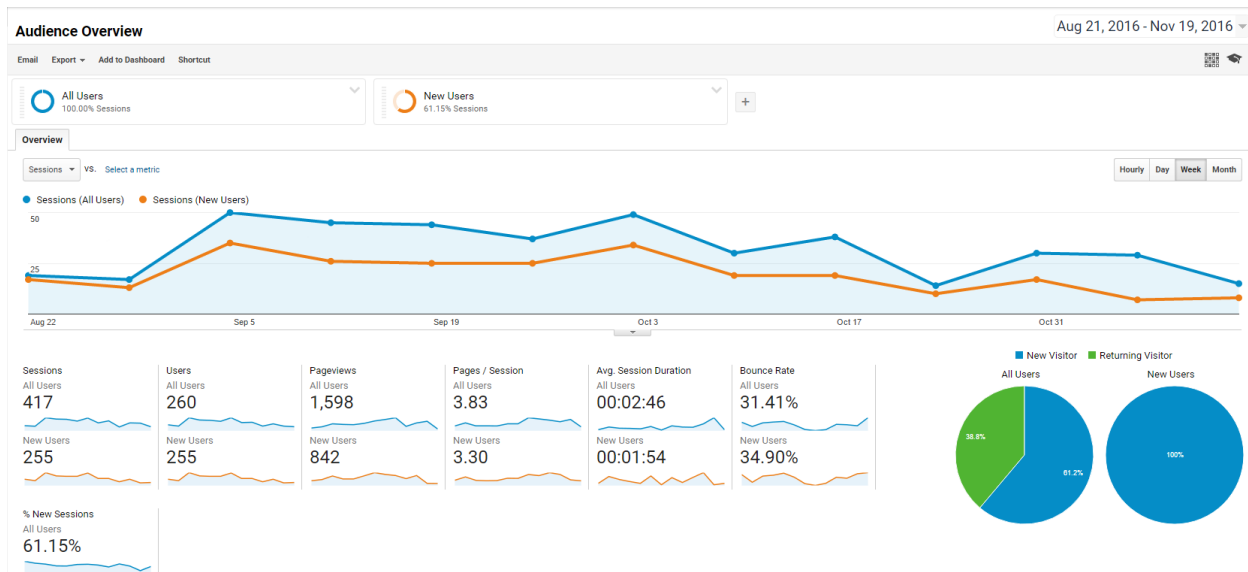 Audience Overview
Aug 21, 2016 - Nov 19, 2016
Email Export Add to Dashboard Shortcut
All Users
100.00% Sessions
New Users
61.15% Sessions
+
Overview
Sessions VS. Select a metric
Hourly Day Week Month
Sessions (All Users) Sessions (New Users)
50
25
Aug 22 Sep 5 Sep 19 Oct 3 Oct 17 Oct 31
New Visitor Returning Visitor
Sessions
All Users
417
New Users
255
Users
All Users
260
New Users
255
Pageviews
All Users
1,598
New Users
842
Pages / Session
All Users
3.83
New Users
3.30
Avg. Session Duration
All Users
00:02:46
New Users
00:01:54
Bounce Rate
All Users
31.41%
New Users
34.90%
% New Sessions
All Users
61.15%
All Users
38.8%
61.2%
New Users
100%